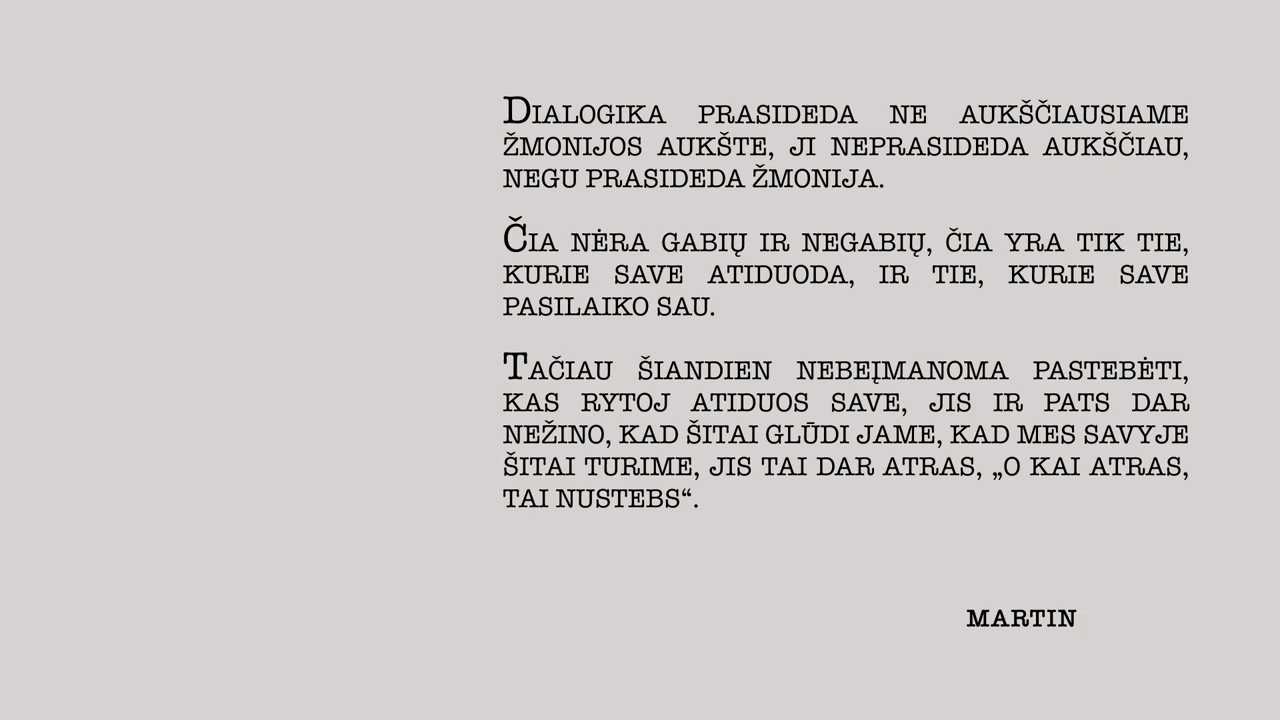 DIALOGIKA PRASIDEDA NE AUKŠČIAUSIAME
ŽMONIJOS AUKŠTE, JI NEPRASIDEDA AUKŠČIAU,
NEGU PRASIDEDA ŽMONIJA.
ČIA NĖRA GABIŲ IR NEGABIŲ, ČIA YRA TIK TIE,
KURIE SAVE ATIDUODA, IR TIE, KURIE SAVE
PASILAIKO SAU.
TAČIAU ŠIANDIEN NEBEĮMANOMA PASTEBĖTI,
KAS RYTOJ ATIDUOS SAVE, JIS IR PATS DAR
NEŽINO, KAD ŠITAI GLŪDI JAME, KAD MES SAVYJE
ŠITAI TURIME, JIS TAI DAR ATRAS, „O KAI ATRAS,
TAI NUSTEBS“.
MARTIN